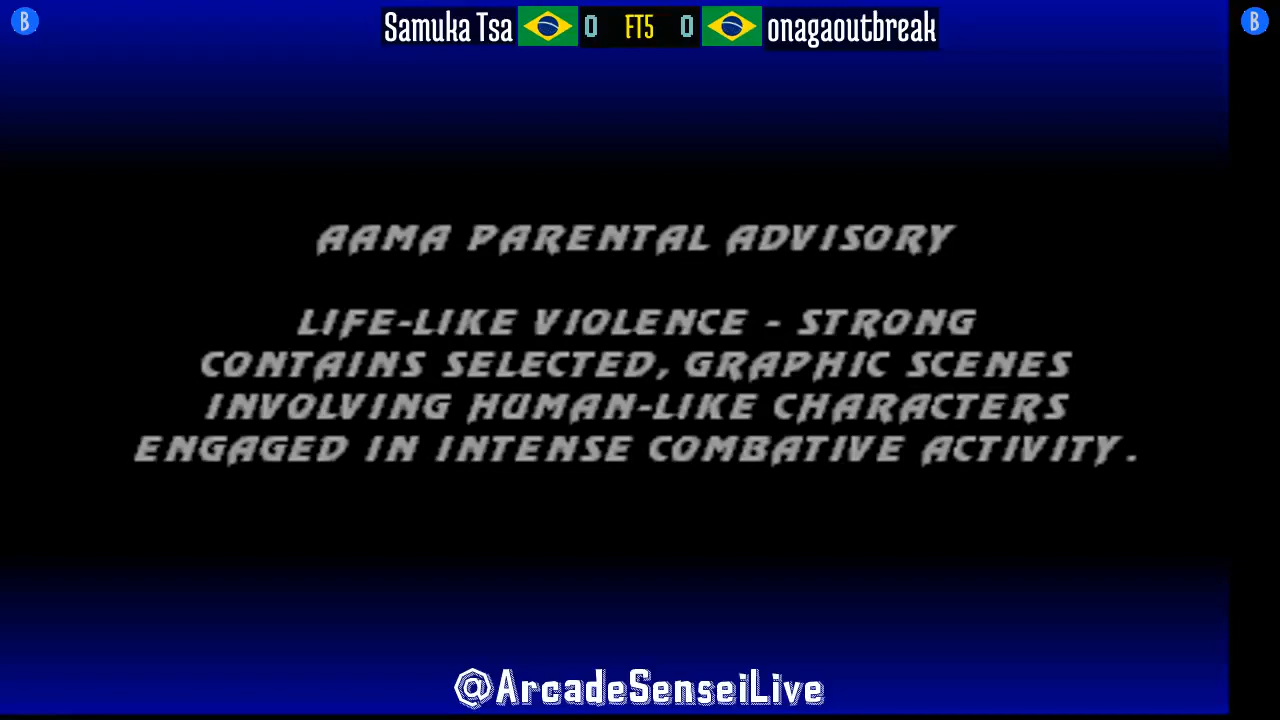 B Samuka Tsa 0 FT5 0 onagaoutbreak B
AAMA PARENTAL ADVISORY
LIFE-LIKE VIOLENCE - STRONG
CONTAINS SELECTED, GRAPHIC SCENES
INVOLVING HUMAN-LIKE CHARACTERS
ENGAGED IN INTENSE COMBATIVE ACTIVITY.
@ArcadeSenseiLive